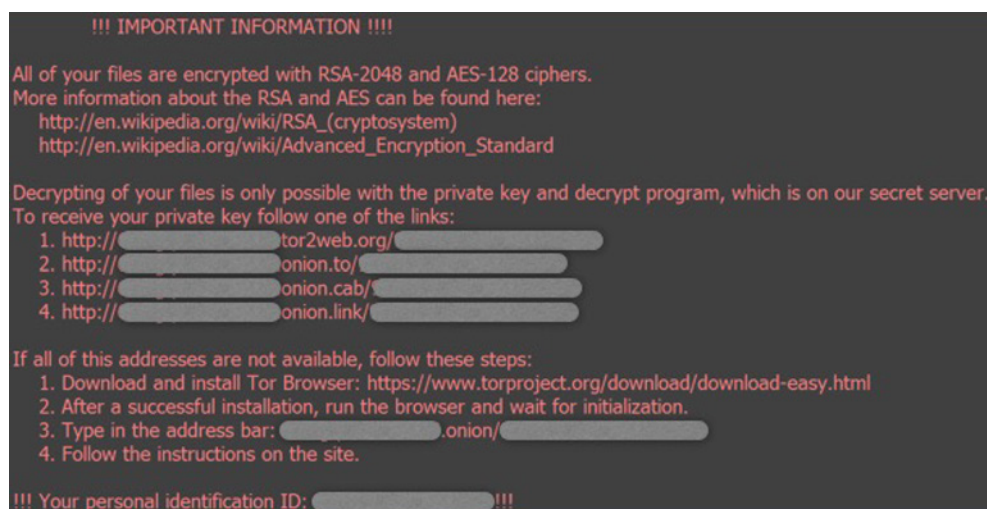 !!! IMPORTANT INFORMATION !!!!
All of your files are encrypted with RSA-2048 and AES-128 ciphers.
More information about the RSA and AES can be found here:
http://en.wikipedia.org/wiki/RSA_(cryptosystem)
http://en.wikipedia.org/wiki/Advanced_Encryption_Standard
Decrypting of your files is only possible with the private key and decrypt program, which is on our secret server.
To receive your private key follow one of the links:
1. http:// tor2web.org/
2. http:// onion.to/
3. http:// onion.cab/
4. http:// onion.link/
If all of this addresses are not available, follow these steps:
1. Download and install Tor Browser: https://www.torproject.org/download/download-easy.html
2. After a successful installation, run the browser and wait for initialization.
3. Type in the address bar: .onion/
4. Follow the instructions on the site.
!!! Your personal identification ID: !!!